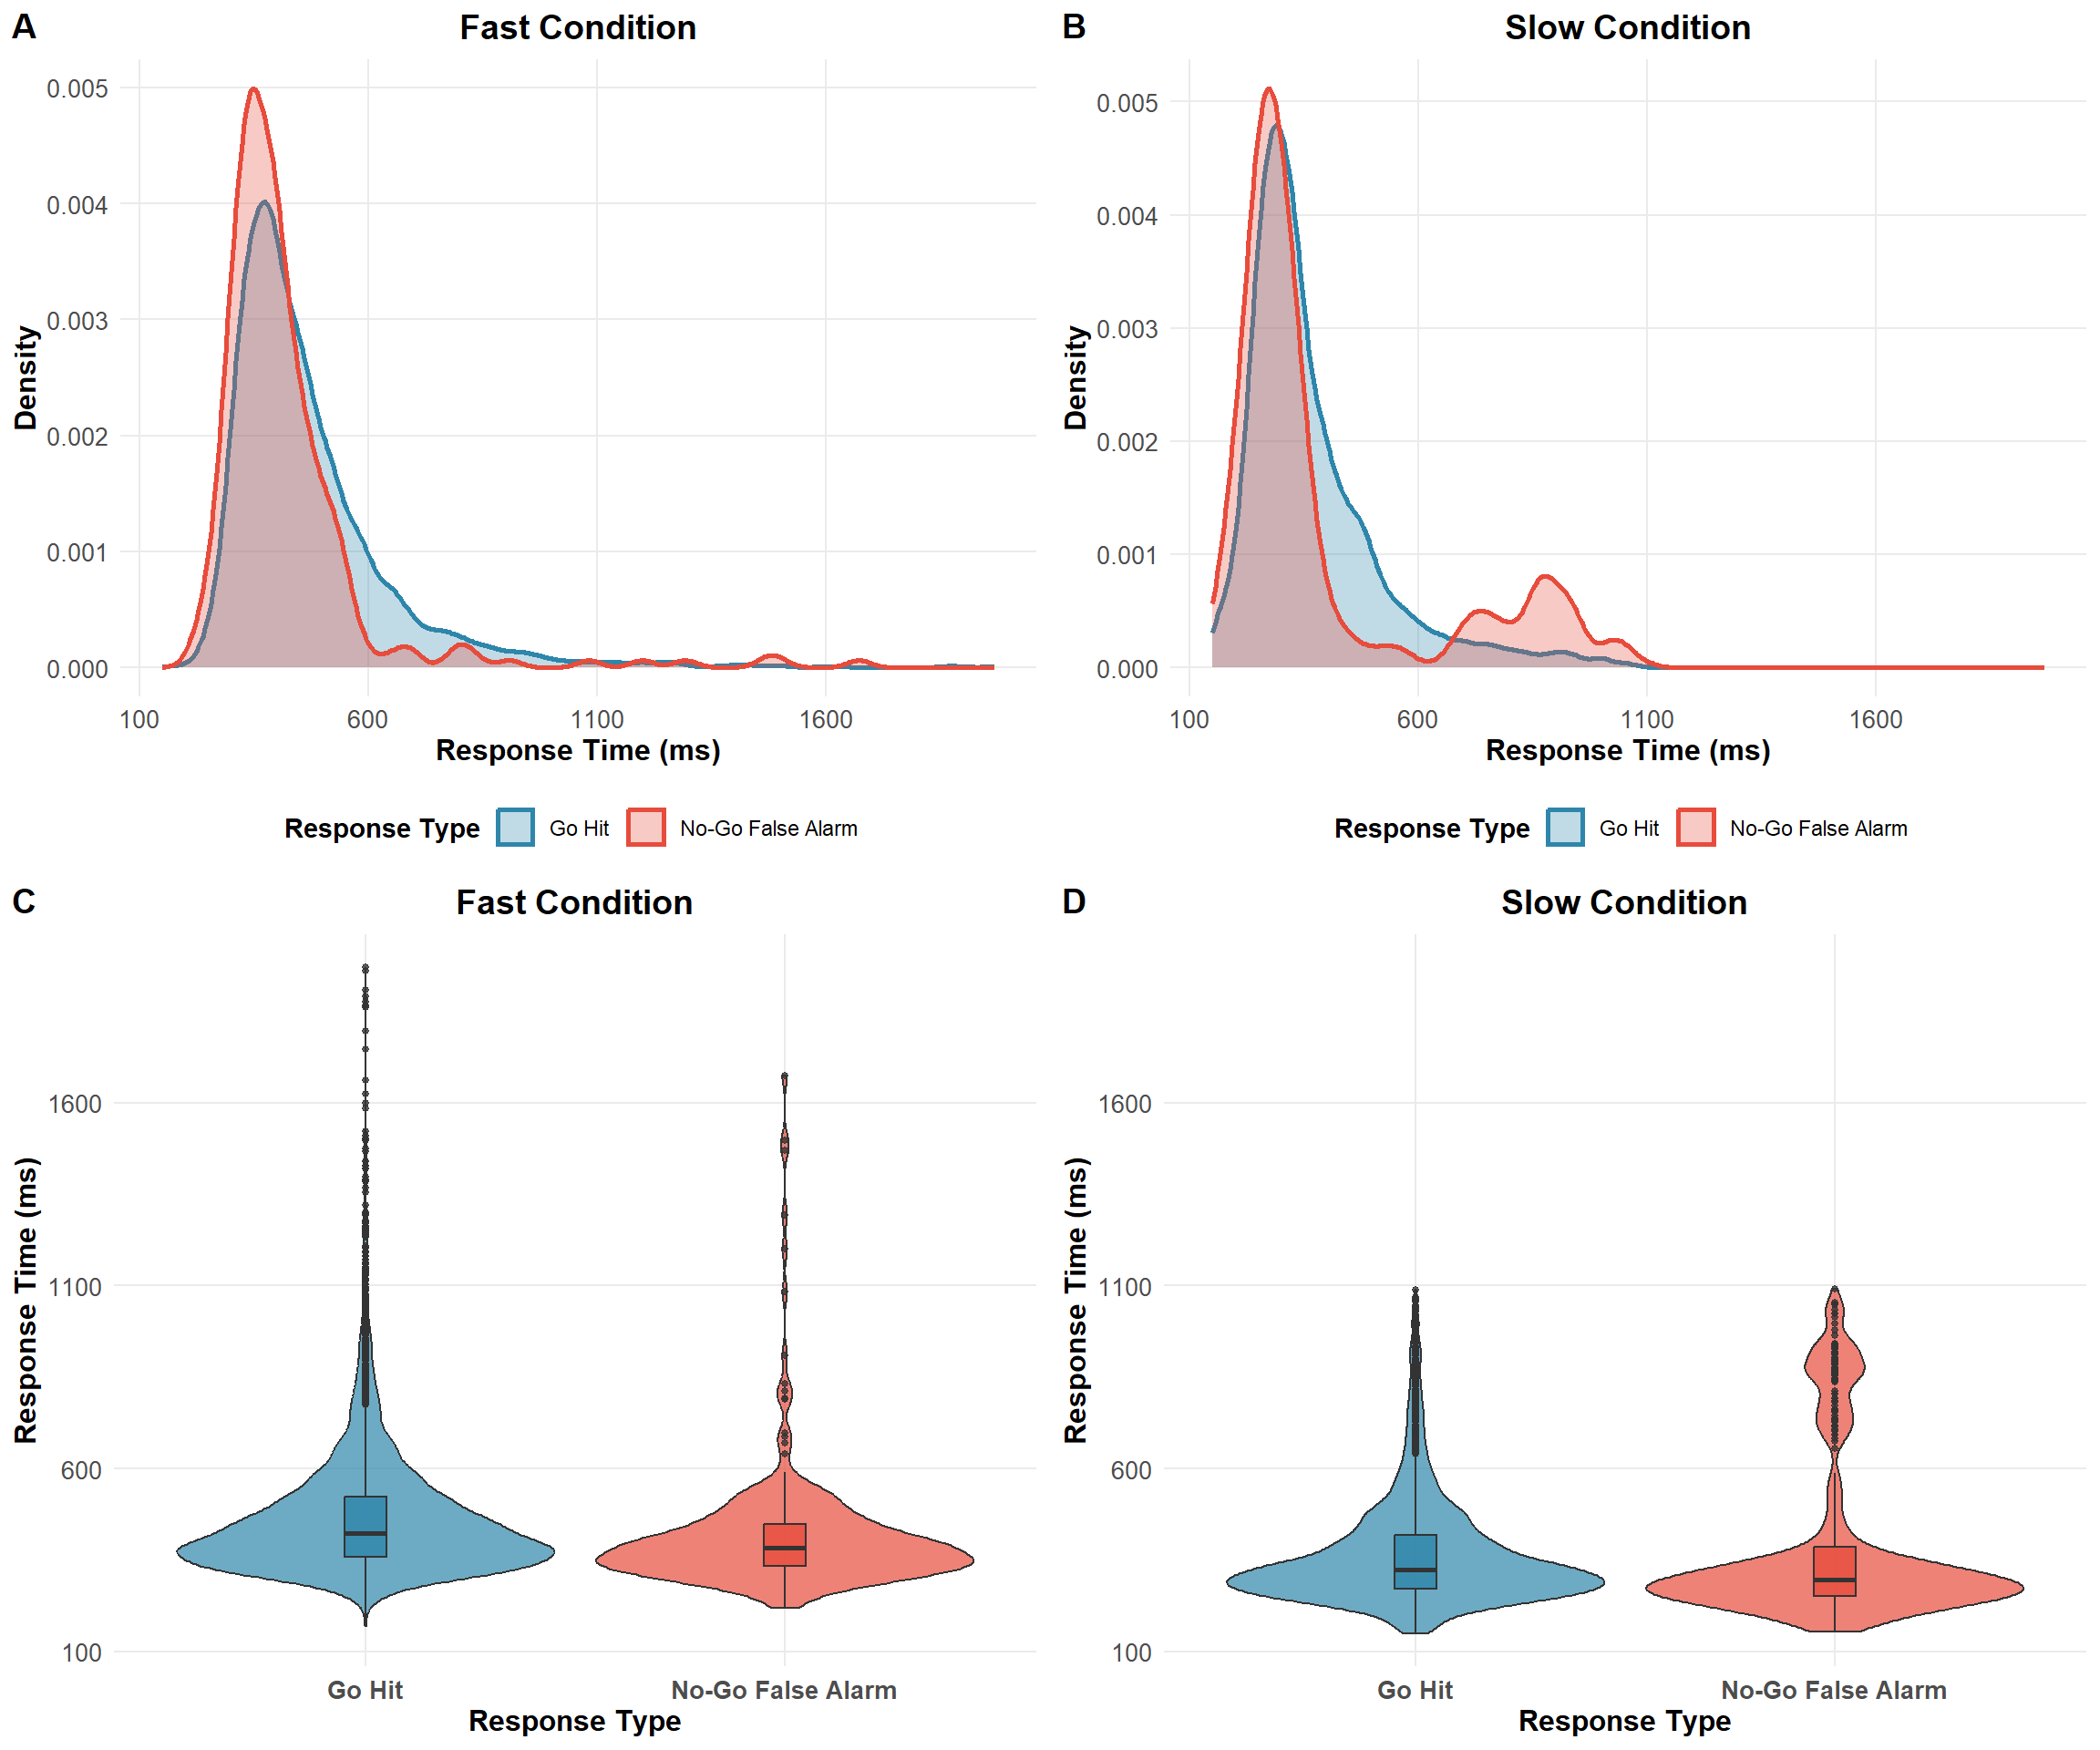 A
Fast Condition
0.005
0.004
0.003
0.002
0.001
0.000
Density
100 600 1100 1600
Response Time (ms)
Response Type Go Hit No-Go False Alarm
B
Slow Condition
0.005
0.004
0.003
0.002
0.001
0.000
Density
100 600 1100 1600
Response Time (ms)
Response Type Go Hit No-Go False Alarm
C
Fast Condition
1600
1100
600
100
Response Time (ms)
Go Hit No-Go False Alarm
Response Type
D
Slow Condition
1600
1100
600
100
Response Time (ms)
Go Hit No-Go False Alarm
Response Type